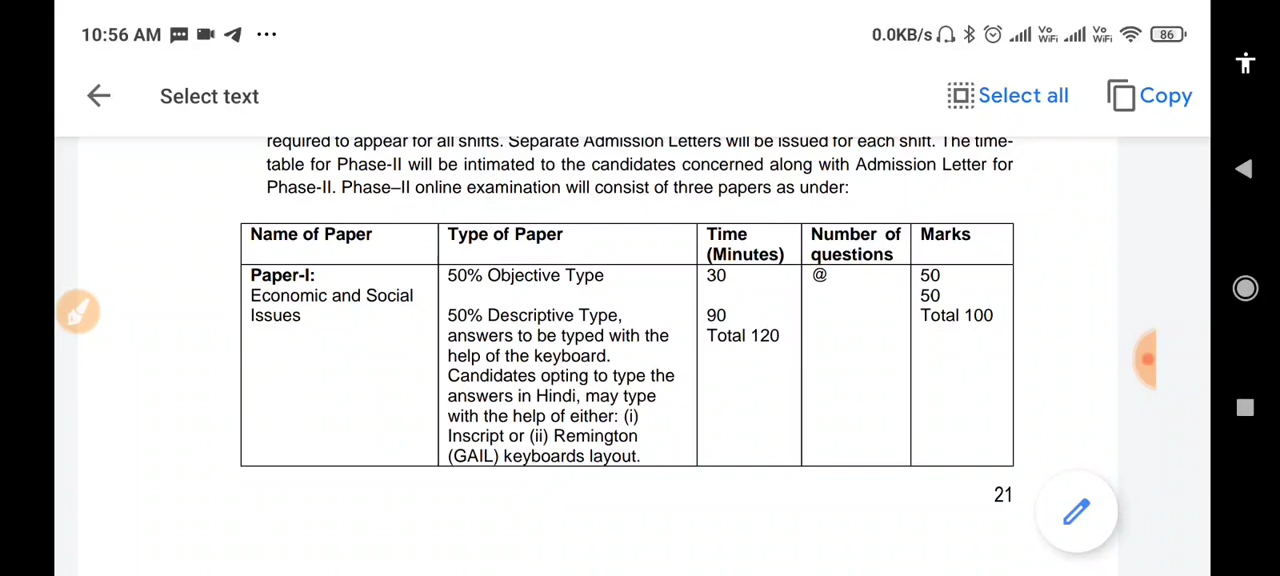 10:56 AM ... 0.0KB/s Vo WiFi Vo WiFi 86
Select text Select all Copy
required to appear for all shifts. Separate Admission Letters will be issued for each shift. The time-
table for Phase-II will be intimated to the candidates concerned along with Admission Letter for
Phase-II. Phase–II online examination will consist of three papers as under:
Name of Paper Type of Paper Time (Minutes) Number of questions Marks
Paper-I: 50% Objective Type 30 @ 50
Economic and Social 50
Issues 50% Descriptive Type, 90 Total 100
answers to be typed with the Total 120
help of the keyboard.
Candidates opting to type the
answers in Hindi, may type
with the help of either: (i)
Inscript or (ii) Remington
(GAIL) keyboards layout.
21